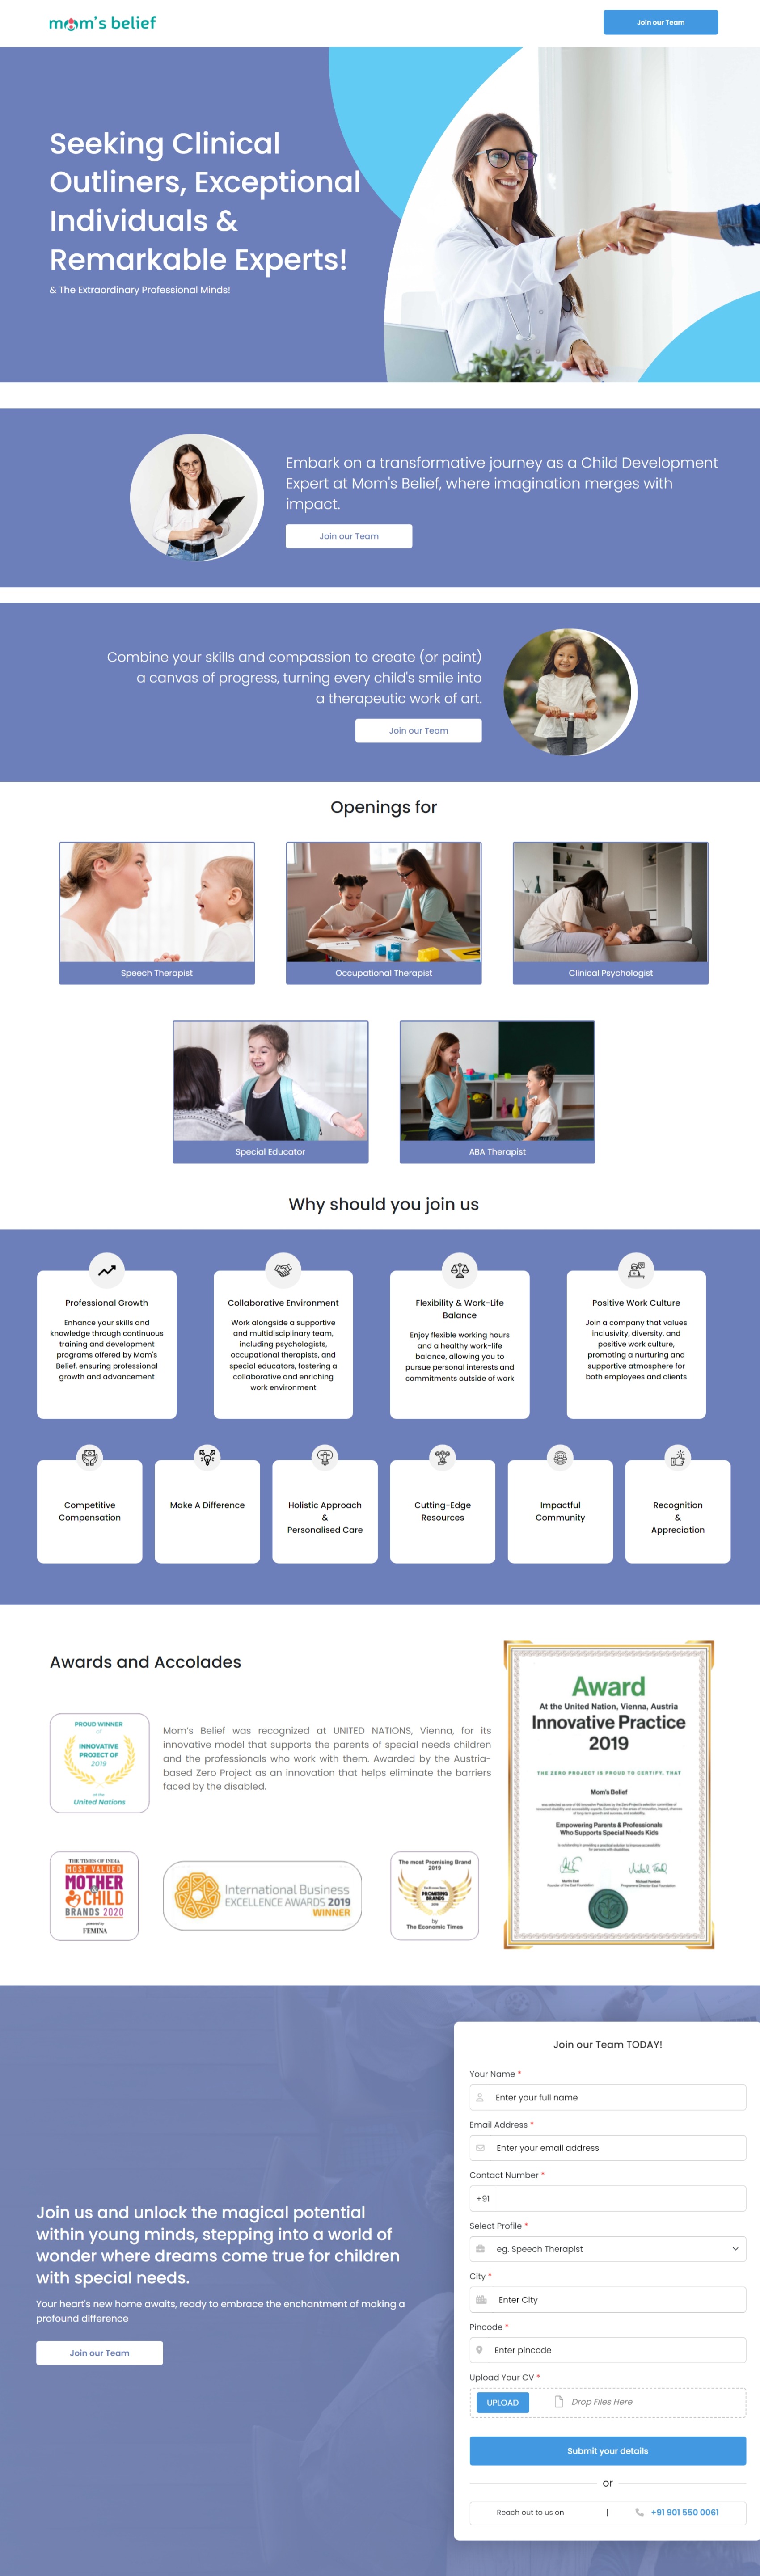 mom's belief
Join our Team
Seeking Clinical
Outliners, Exceptional
Individuals &
Remarkable Experts!
& The Extraordinary Professional Minds!
Embark on a transformative journey as a Child Development
Expert at Mom's Belief, where imagination merges with
impact.
Join our Team
Combine your skills and compassion to create (or paint)
a canvas of progress, turning every child's smile into
a therapeutic work of art.
Join our Team
Openings for
Speech Therapist
Occupational Therapist
Clinical Psychologist
Special Educator
ABA Therapist
Why should you join us
Professional Growth
Enhance your skills and
knowledge through continuous
training and development
programs offered by Mom's
Belief, ensuring professional
growth and advancement
Collaborative Environment
Work alongside a supportive
and multidisciplinary team,
including psychologists,
occupational therapists, and
special educators, fostering a
collaborative and enriching
work environment
Flexibility & Work-Life
Balance
Enjoy flexible working hours
and a healthy work-life
balance, allowing you to
pursue personal interests and
commitments outside of work
Positive Work Culture
Join a company that values
inclusivity, diversity, and
positive work culture,
promoting a nurturing and
supportive atmosphere for
both employees and clients
Competitive
Compensation
Make A Difference
Holistic Approach
&
Personalised Care
Cutting-Edge
Resources
Impactful
Community
Recognition
&
Appreciation
Awards and Accolades
PROUD WINNER
of
INNOVATIVE
PROJECT OF
2019
at the
United Nations
Mom's Belief was recognized at UNITED NATIONS, Vienna, for its
innovative model that supports the parents of special needs children
and the professionals who work with them. Awarded by the Austria-
based Zero Project as an innovation that helps eliminate the barriers
faced by the disabled.
THE TIMES OF INDIA
MOST VALUED
MOTHER
& CHILD
BRANDS 2020
powered by
FEMINA
International Business
EXCELLENCE AWARDS 2019
WINNER
The most Promising Brand
2019
PROMISING
BRANDS
by
The Economic Times
Award
At the United Nation, Vienna, Austria
Innovative Practice
2019
THE ZERO PROJECT IS PROUD TO CERTIFY, THAT
Mom's Belief
Empowering Parents & Professionals
Who Supports Special Needs Kids
Join us and unlock the magical potential
within young minds, stepping into a world of
wonder where dreams come true for children
with special needs.
Your heart's new home awaits, ready to embrace the enchantment of making a
profound difference
Join our Team
Join our Team TODAY!
Your Name *
Enter your full name
Email Address *
Enter your email address
Contact Number *
+91
Select Profile *
eg. Speech Therapist
City *
Enter City
Pincode *
Enter pincode
Upload Your CV *
UPLOAD
Drop Files Here
Submit your details
or
Reach out to us on | +91 901 550 0061